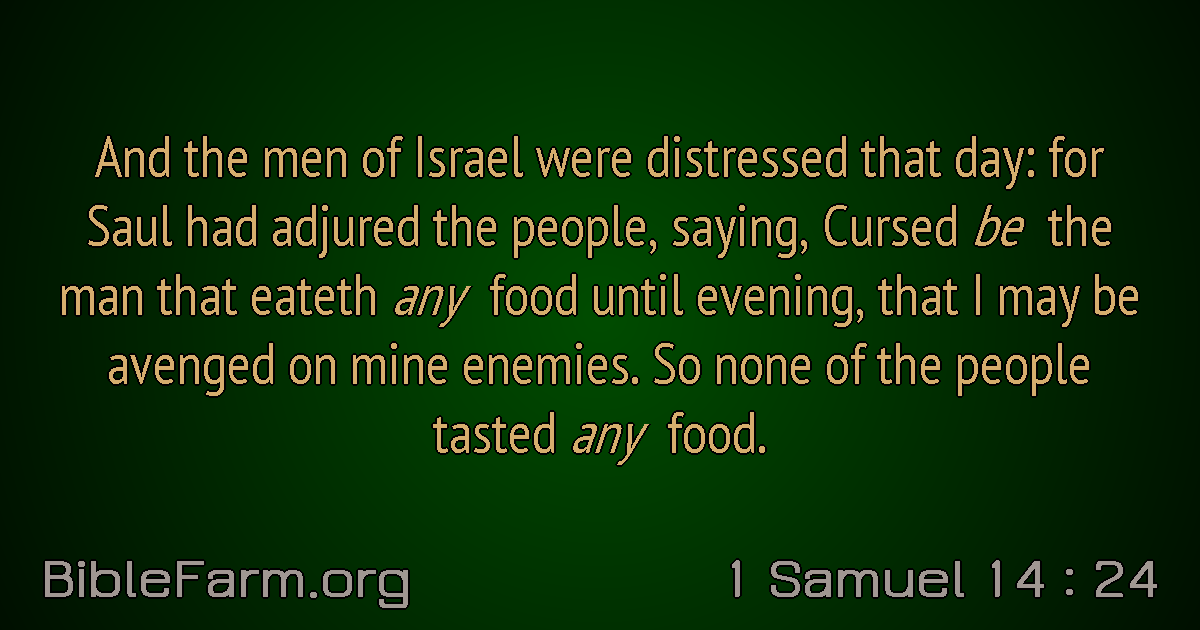 And the men of Israel were distressed that day: for
Saul had adjured the people, saying, Cursed be the
man that eateth any food until evening, that I may be
avenged on mine enemies. So none of the people
tasted any food.
BibleFarm.org
1 Samuel 14 : 24